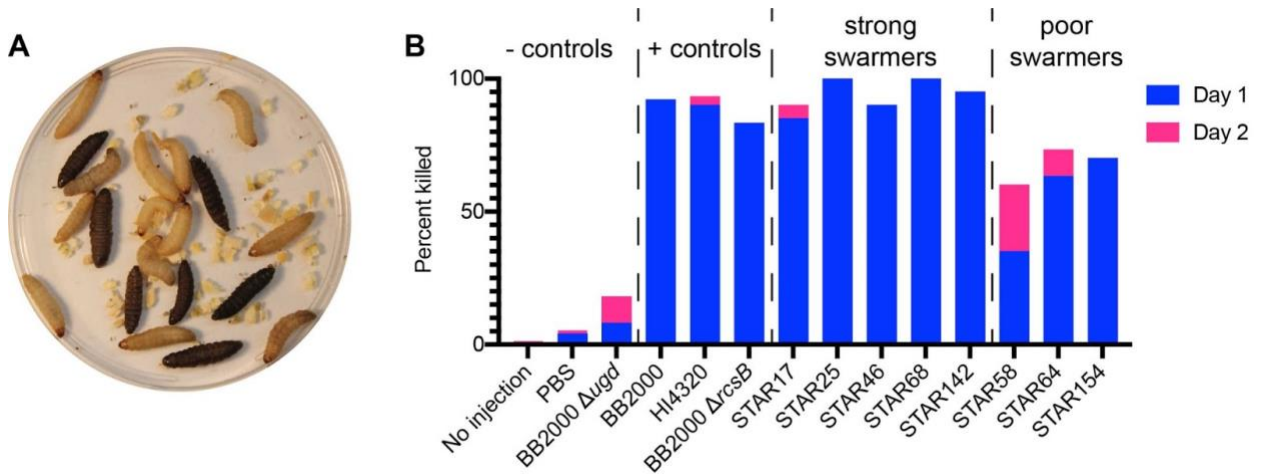 A
B
- controls
+ controls
strong
swarmers
poor
swarmers
Day 1
Day 2
Percent killed
100
50
0
No injection
PBS
BB2000 Δugd
BB2000
HI4320
BB2000 ΔrcsB
STAR17
STAR25
STAR46
STAR68
STAR142
STAR58
STAR64
STAR154